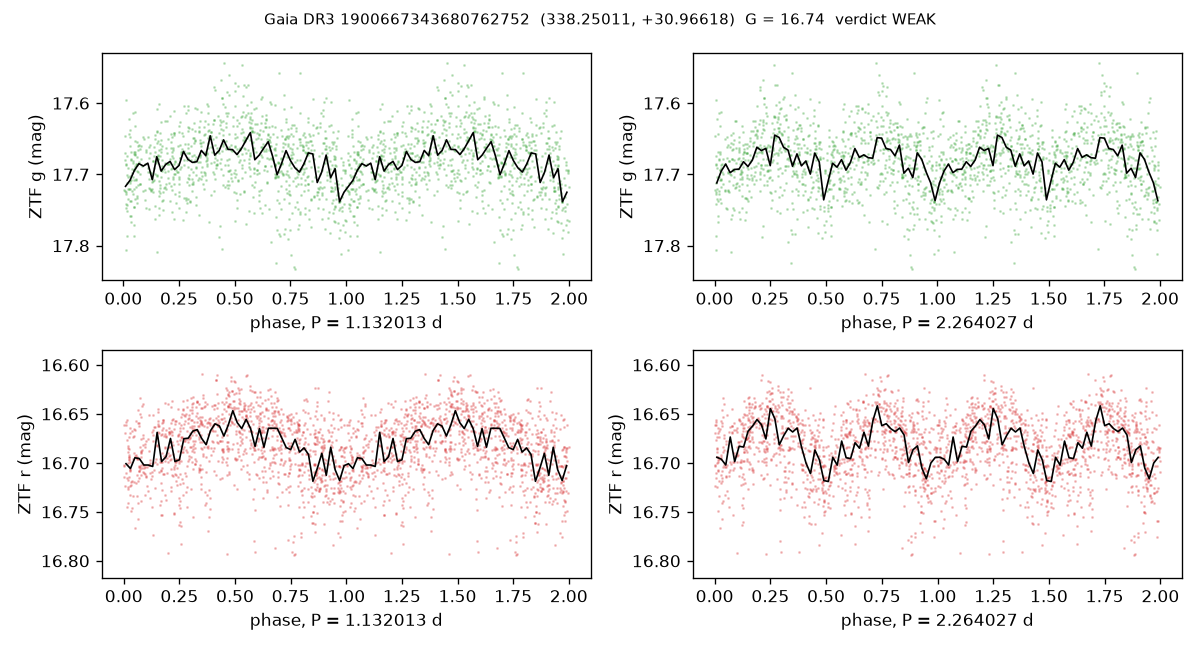 Gaia DR3 1900667343680762752  (338.25011, +30.96618)  G = 16.74  verdict WEAK
ZTF g (mag)
17.6
17.7
17.8
0.00 0.25 0.50 0.75 1.00 1.25 1.50 1.75 2.00
phase, P = 1.132013 d
ZTF g (mag)
17.6
17.7
17.8
0.00 0.25 0.50 0.75 1.00 1.25 1.50 1.75 2.00
phase, P = 2.264027 d
ZTF r (mag)
16.60
16.65
16.70
16.75
16.80
0.00 0.25 0.50 0.75 1.00 1.25 1.50 1.75 2.00
phase, P = 1.132013 d
ZTF r (mag)
16.60
16.65
16.70
16.75
16.80
0.00 0.25 0.50 0.75 1.00 1.25 1.50 1.75 2.00
phase, P = 2.264027 d